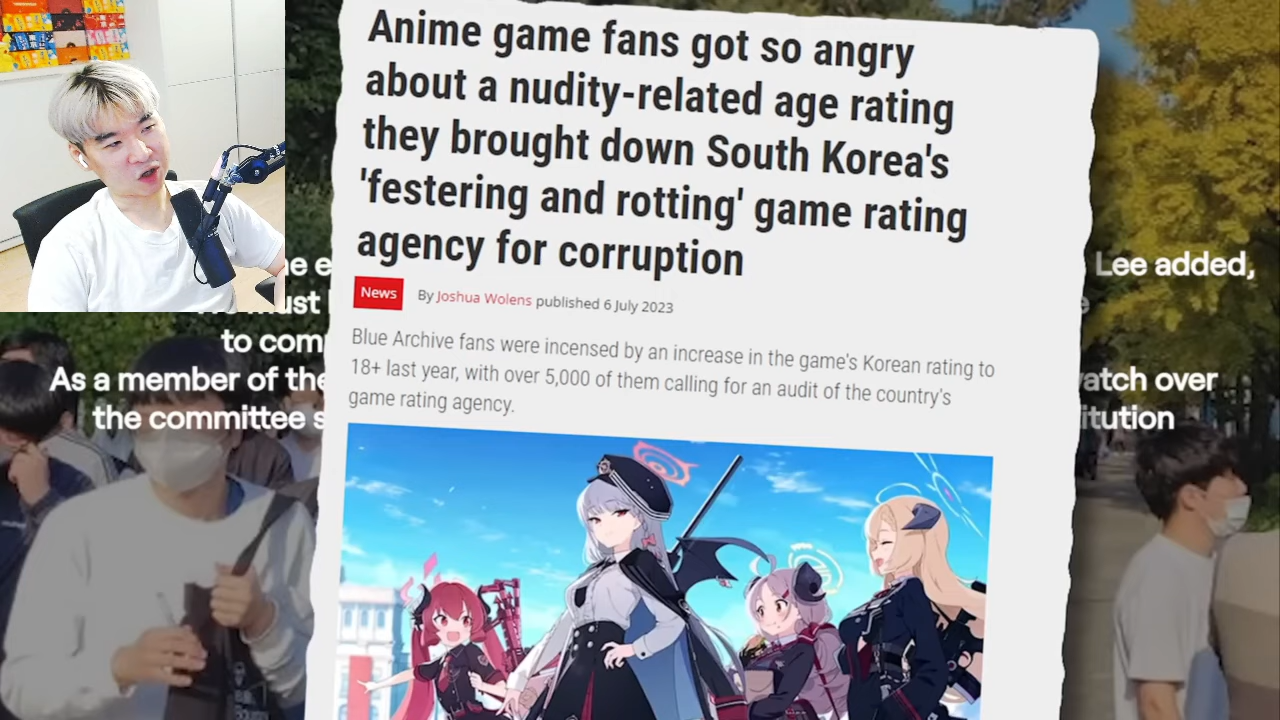 Anime game fans got so angry
about a nudity-related age rating
they brought down South Korea's
'festering and rotting' game rating
agency for corruption
News By Joshua Wolens published 6 July 2023
Blue Archive fans were incensed by an increase in the game's Korean rating to
18+ last year, with over 5,000 of them calling for an audit of the country's
game rating agency.
Lee added,
to com
As a member of the
the committee s
over